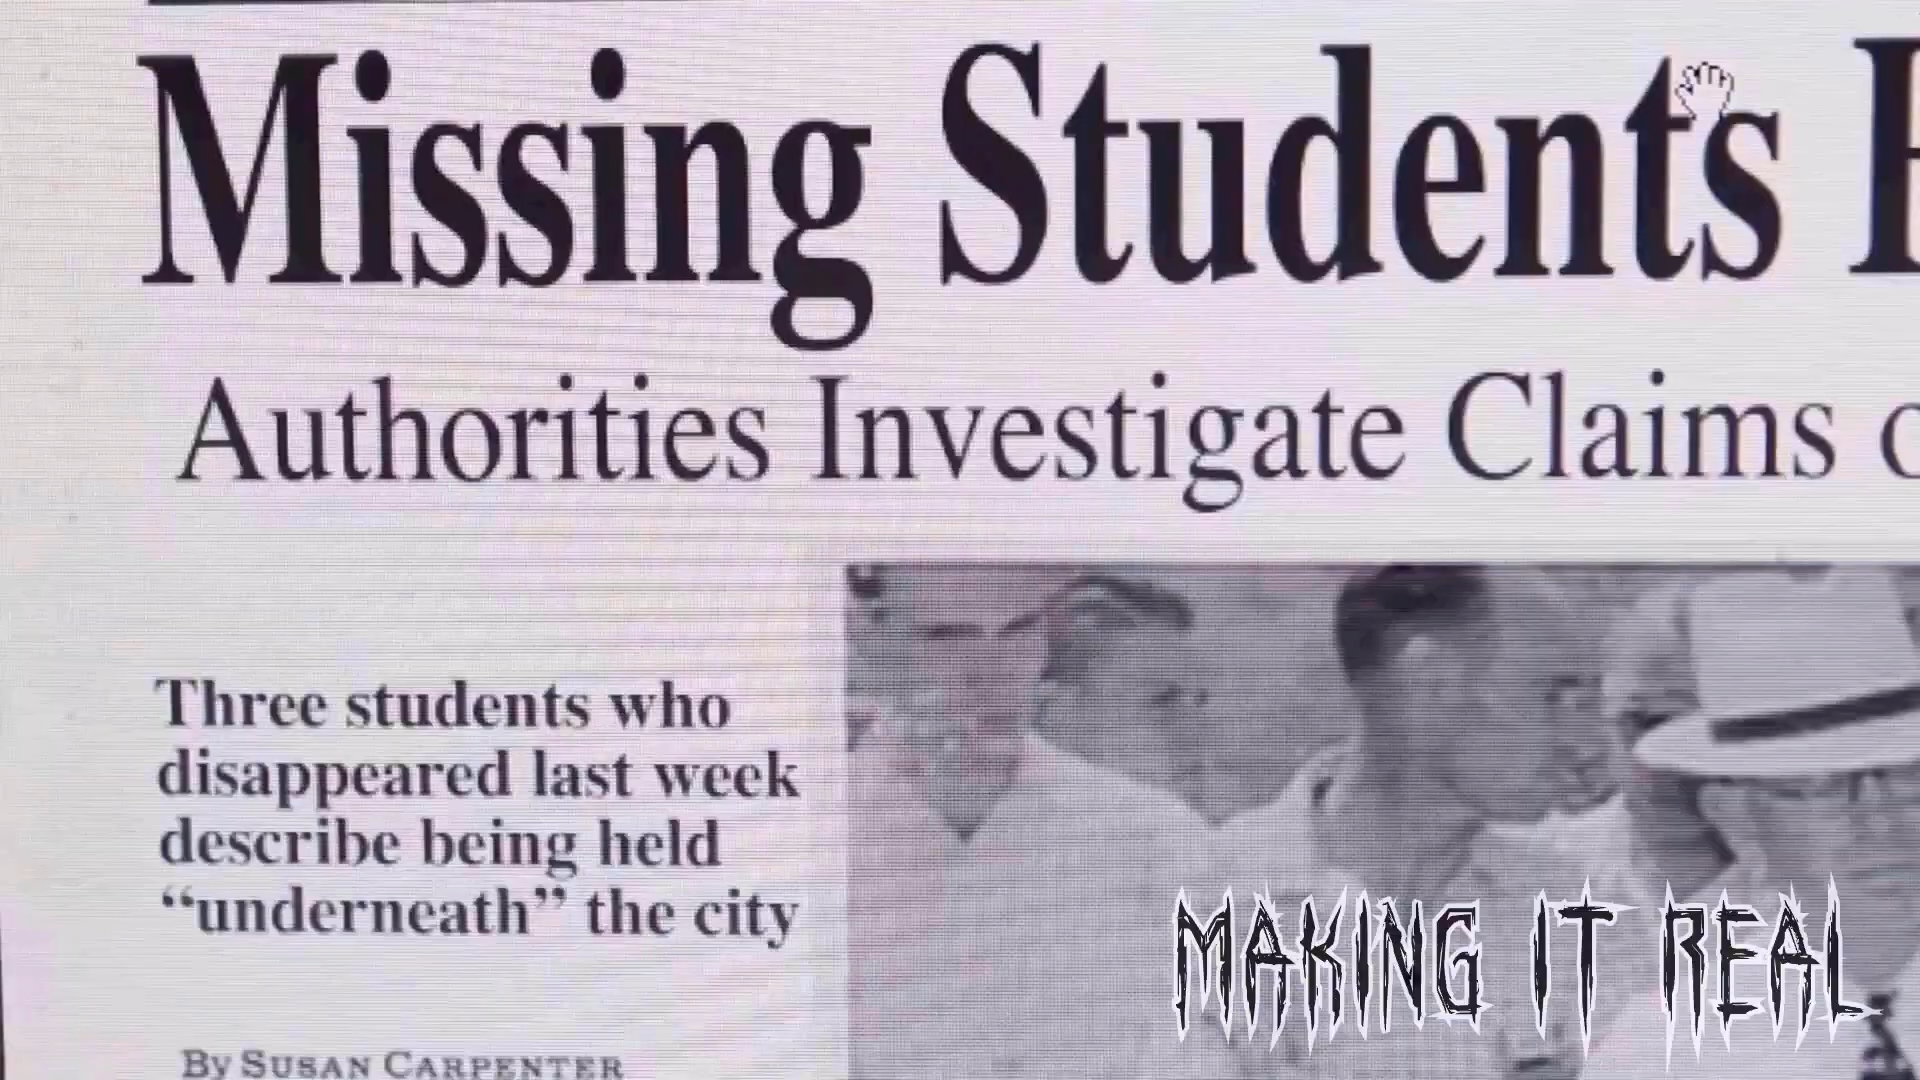 Missing Students
Authorities Investigate Claims
Three students who
disappeared last week
describe being held
“underneath” the city
By SUSAN CARPENTER
MAKING IT REAL